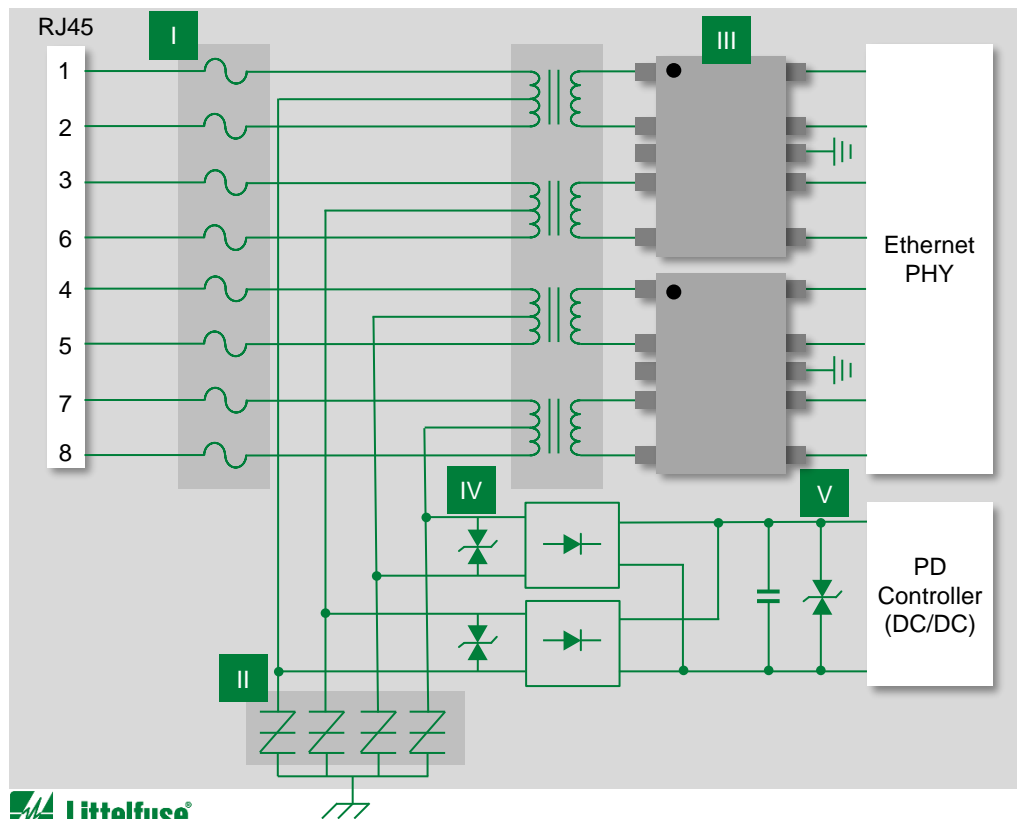 RJ45
I
III
1
2
3
6
4
5
7
8
Ethernet
PHY
IV
V
PD
Controller
(DC/DC)
II
Littelfuse®